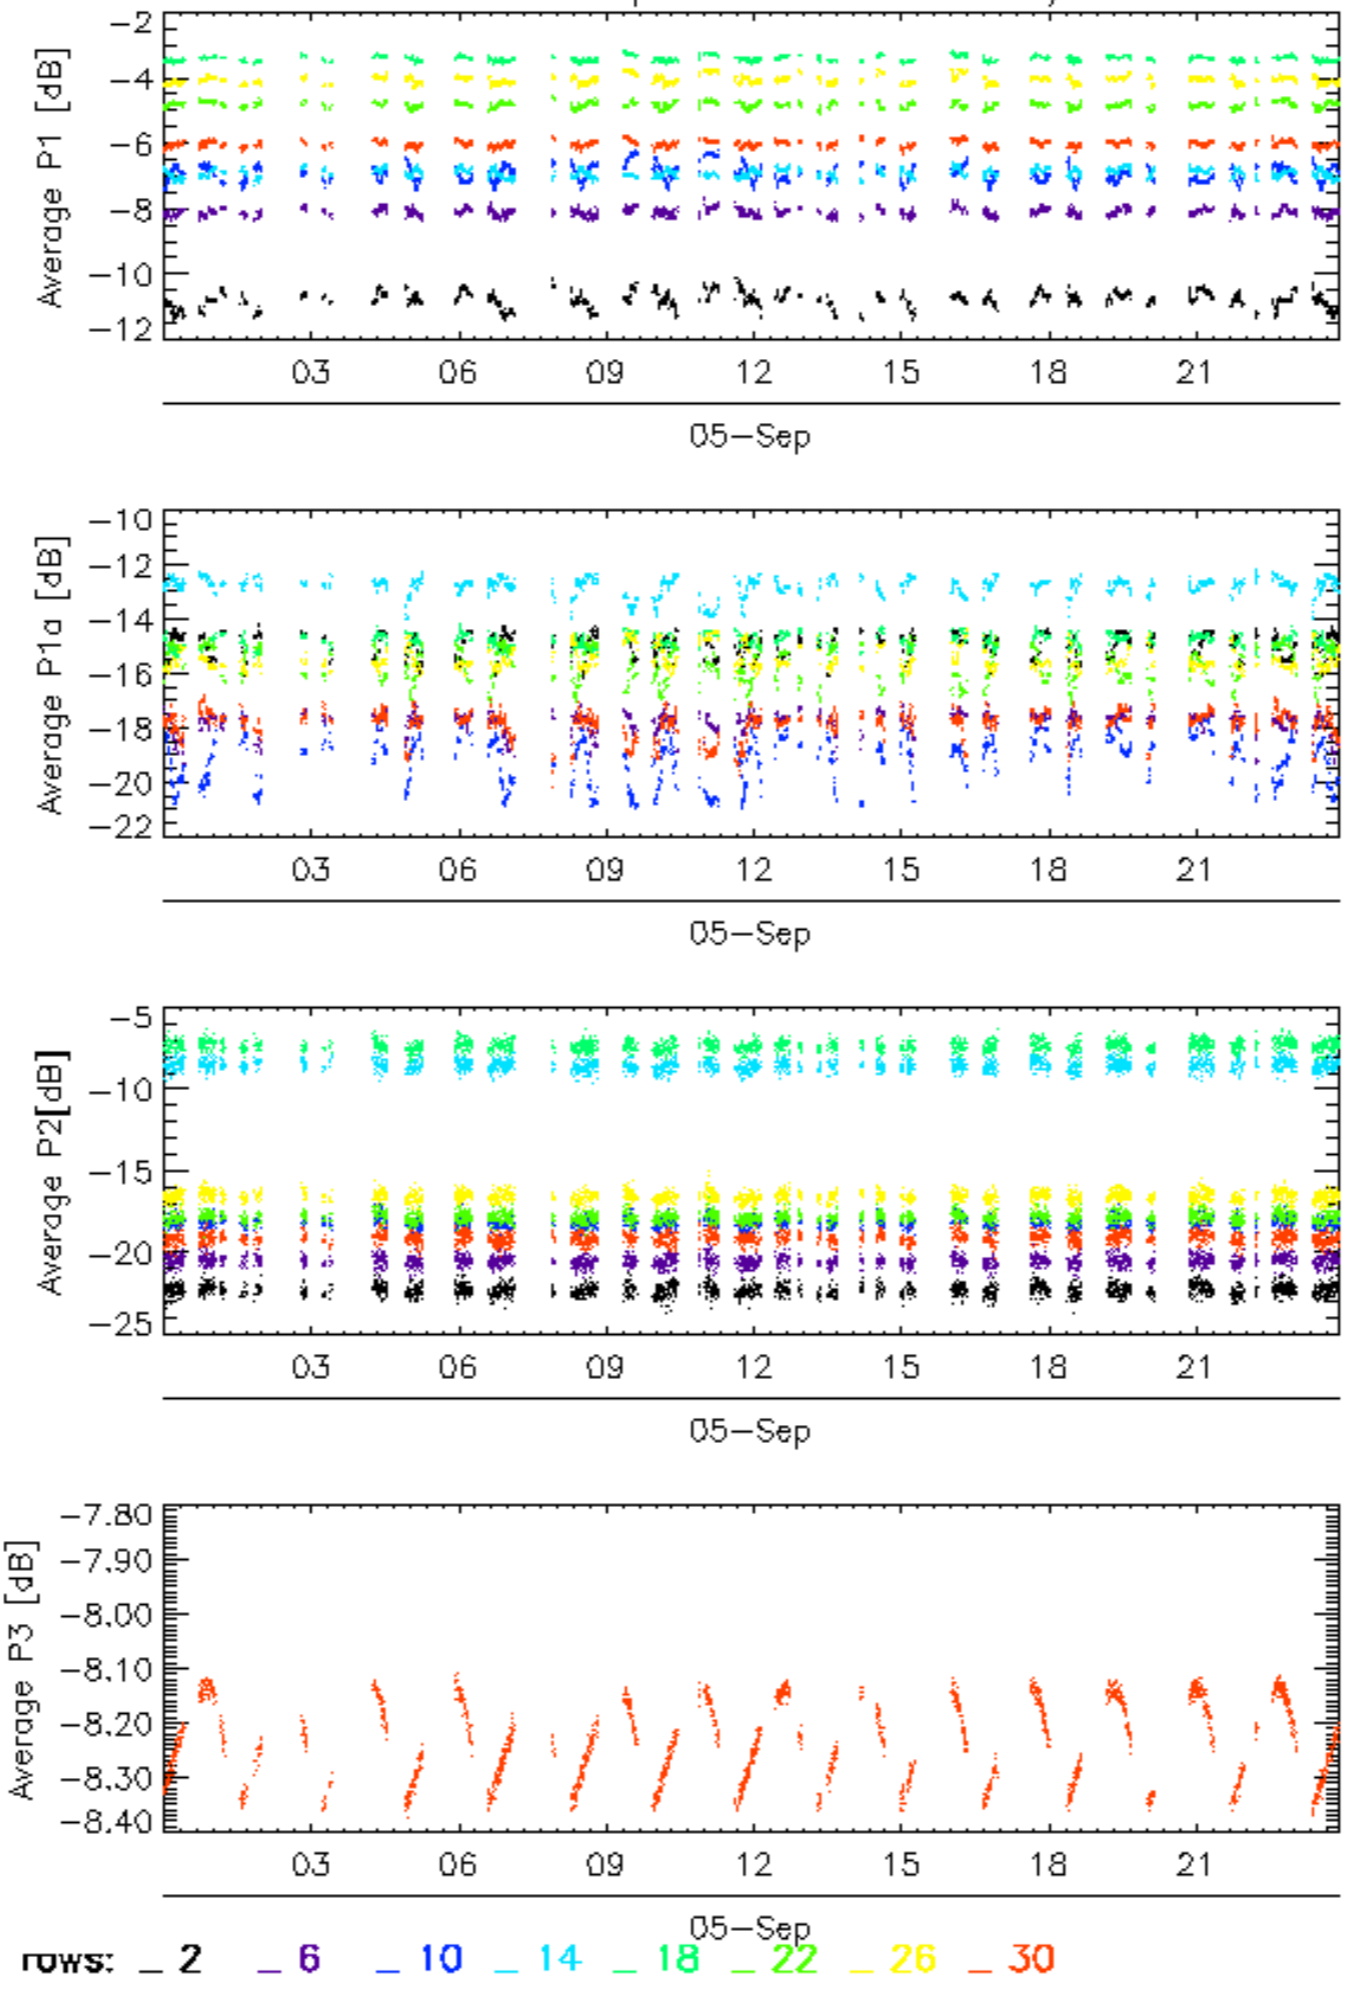 Average P1 [dB]
-2
-4
-6
-8
-10
-12
03 06 09 12 15 18 21
05-Sep
Average P1a [dB]
-10
-12
-14
-16
-18
-20
-22
03 06 09 12 15 18 21
05-Sep
Average P2[dB]
-5
-10
-15
-20
-25
03 06 09 12 15 18 21
05-Sep
Average P3 [dB]
-7.80
-7.90
-8.00
-8.10
-8.20
-8.30
-8.40
03 06 09 12 15 18 21
05-Sep
rows: _ 2 _ 6 _ 10 _ 14 _ 18 _ 22 _ 26 _ 30